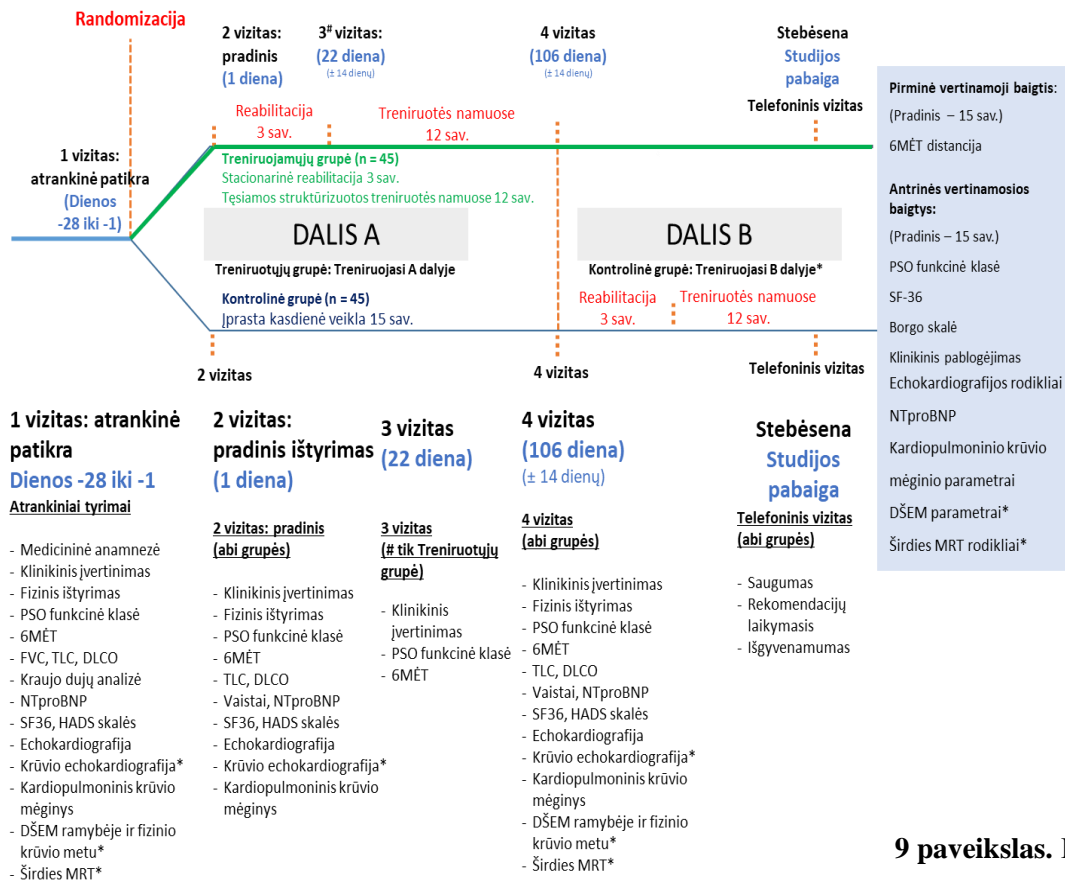 Randomizacija
2 vizitas:
pradinis
(1 diena)
3# vizitas:
(22 diena)
(± 14 dienų)
4 vizitas
(106 diena)
(± 14 dienų)
Stebėsena
Studijos
pabaiga
Telefoninis vizitas
Reabilitacija
3 sav.
Treniruotės namuose
12 sav.
1 vizitas:
atrankinė
patikra
(Dienos
-28 iki -1)
Treniruojamųjų grupė (n = 45)
Stacionarinė reabilitacija 3 sav.
Tęsiamos struktūrizuotos treniruotės namuose 12 sav.
DALIS A
Treniruotųjų grupė: Treniruojasi A dalyje
DALIS B
Kontrolinė grupė: Treniruojasi B dalyje*
Kontrolinė grupė (n = 45)
Įprasta kasdienė veikla 15 sav.
Reabilitacija
3 sav.
Treniruotės namuose
12 sav.
2 vizitas
4 vizitas
Telefoninis vizitas
Pirminė vertinamoji baigtis:
(Pradinis – 15 sav.)
6MĖT distancija
Antrinės vertinamosios
baigtys:
(Pradinis – 15 sav.)
PSO funkcinė klasė
SF-36
Borgo skalė
Klinikinis pablogėjimas
Echokardiografijos rodikliai
NTproBNP
Kardiopulmoninio krūvio
mėginio parametrai
DŠEM parametrai*
Širdies MRT rodikliai*
1 vizitas: atrankinė
patikra
Dienos -28 iki -1
Atrankiniai tyrimai
- Medicininė anamnezė
- Klinikinis įvertinimas
- Fizinis ištyrimas
- PSO funkcinė klasė
- 6MĖT
- FVC, TLC, DLCO
- Kraujo dujų analizė
- NTproBNP
- SF36, HADS skalės
- Echokardiografija
- Krūvio echokardiografija*
- Kardiopulmoninis krūvio
mėginys
- DŠEM ramybėje ir fizinio
krūvio metu*
- Širdies MRT*
2 vizitas:
pradinis ištyrimas
(1 diena)
2 vizitas: pradinis
(abi grupės)
- Klinikinis įvertinimas
- Fizinis ištyrimas
- PSO funkcinė klasė
- 6MĖT
- TLC, DLCO
- Vaistai, NTproBNP
- SF36, HADS skalės
- Echokardiografija
- Krūvio echokardiografija*
- Kardiopulmoninis krūvio
mėginys
3 vizitas
(22 diena)
3 vizitas
(# tik Treniruotųjų
grupė)
- Klinikinis
įvertinimas
- PSO funkcinė klasė
- 6MĖT
4 vizitas
(106 diena)
(± 14 dienų)
4 vizitas
(abi grupės)
- Klinikinis įvertinimas
- Fizinis ištyrimas
- PSO funkcinė klasė
- 6MĖT
- TLC, DLCO
- Vaistai, NTproBNP
- SF36, HADS skalės
- Echokardiografija
- Krūvio echokardiografija*
- Kardiopulmoninis krūvio
mėginys
- DŠEM ramybėje ir fizinio
krūvio metu*
- Širdies MRT*
Stebėsena
Studijos
pabaiga
Telefoninis vizitas
(abi grupės)
- Saugumas
- Rekomendacijų
laikymasis
- Išgyvenamumas
9 paveikslas.